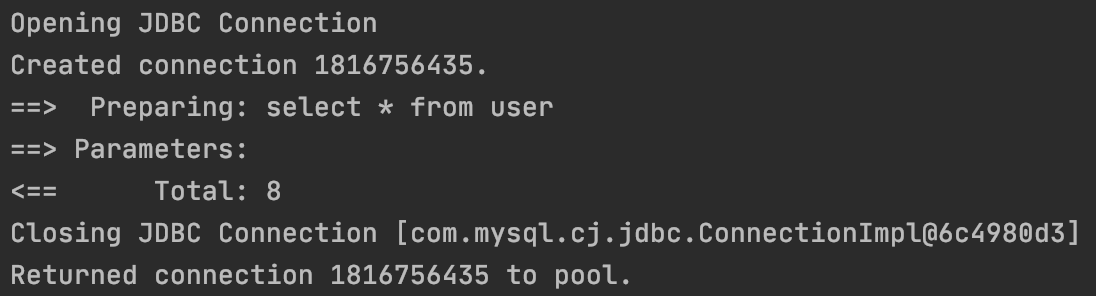 Opening JDBC Connection
Created connection 1816756435.
==>  Preparing: select * from user
==> Parameters:
<==      Total: 8
Closing JDBC Connection [com.mysql.cj.jdbc.ConnectionImpl@6c4980d3]
Returned connection 1816756435 to pool.